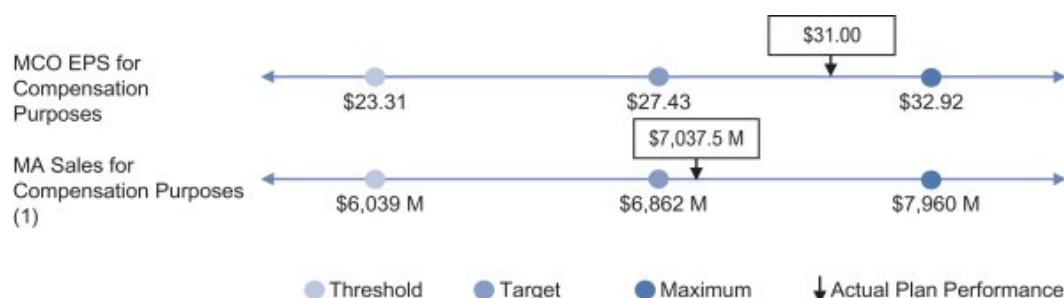 $31.00
MCO EPS for
Compensation
Purposes
$23.31 $27.43 $32.92
$7,037.5 M
MA Sales for
Compensation Purposes
(1)
$6,039 M $6,862 M $7,960 M
Threshold Target Maximum Actual Plan Performance